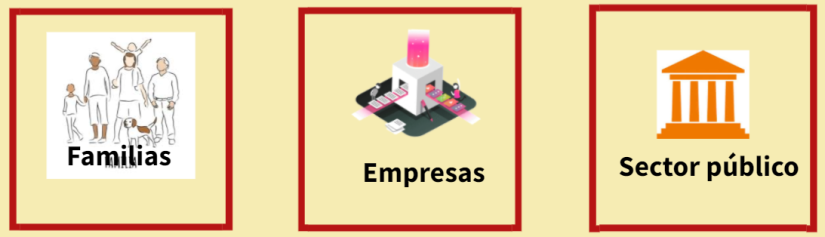 Familias
Empresas
Sector público